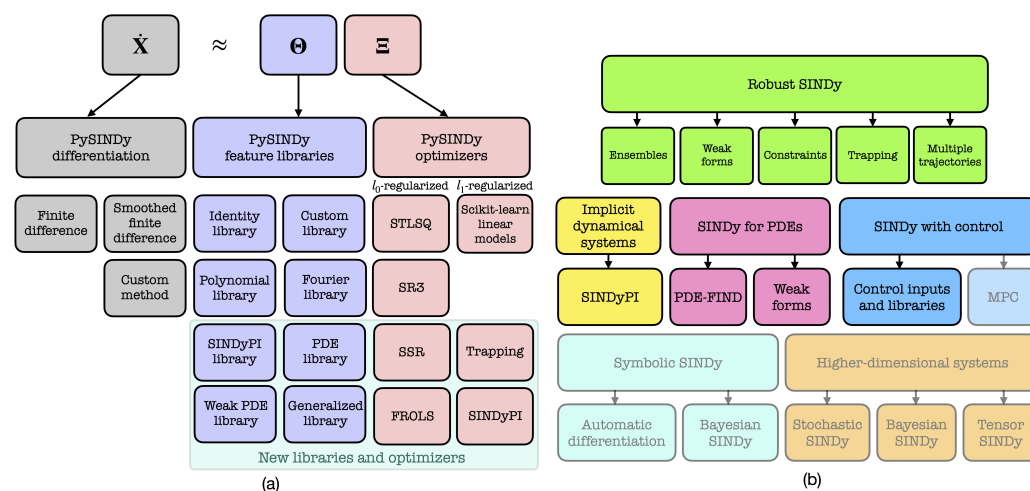 Ẋ ≈ Θ Ξ
PySINDy
differentiation
PySINDy
feature libraries
PySINDy
optimizers
l₀-regularized
l₁-regularized
Finite
difference
Smoothed
finite
difference
Identity
library
Custom
library
STLSQ
Scikit-learn
linear
models
Custom
method
Polynomial
library
Fourier
library
SR3
SINDyPI
library
PDE
library
SSR
Trapping
Weak PDE
library
Generalized
library
FROLS
SINDyPI
New libraries and optimizers
(a)
Robust SINDy
Ensembles
Weak
forms
Constraints
Trapping
Multiple
trajectories
Implicit
dynamical
systems
SINDy for PDEs
SINDy with control
SINDyPI
PDE-FIND
Weak
forms
Control inputs
and libraries
MPC
Symbolic SINDy
Higher-dimensional systems
Automatic
differentiation
Bayesian
SINDy
Stochastic
SINDy
Bayesian
SINDy
Tensor
SINDy
(b)